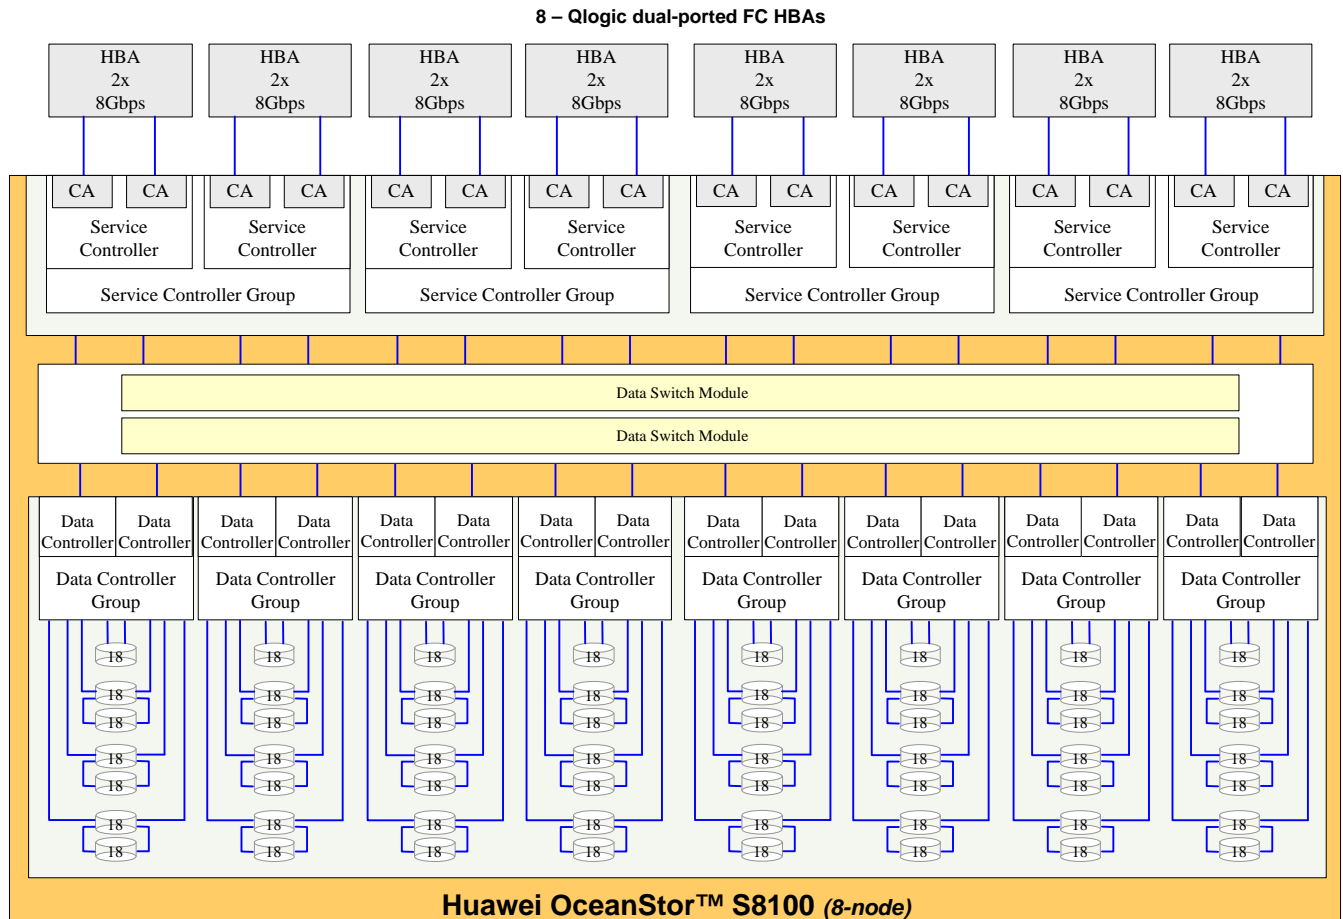 8 – Qlogic dual-ported FC HBAs
HBA HBA HBA HBA HBA HBA HBA HBA
2x 2x 2x 2x 2x 2x 2x 2x
8Gbps 8Gbps 8Gbps 8Gbps 8Gbps 8Gbps 8Gbps 8Gbps
CA CA CA CA CA CA CA CA CA CA CA CA CA CA CA CA
Service Service Service Service Service Service Service Service
Controller Controller Controller Controller Controller Controller Controller Controller
Service Controller Group Service Controller Group Service Controller Group Service Controller Group
Data Switch Module
Data Switch Module
Data Data Data Data Data Data Data Data Data Data Data Data Data Data Data Data
Controller Controller Controller Controller Controller Controller Controller Controller Controller Controller Controller Controller Controller Controller Controller Controller
Data Controller Data Controller Data Controller Data Controller Data Controller Data Controller Data Controller Data Controller
Group Group Group Group Group Group Group Group
18 18 18 18 18 18 18 18
18 18 18 18 18 18 18 18
18 18 18 18 18 18 18 18
18 18 18 18 18 18 18 18
18 18 18 18 18 18 18 18
18 18 18 18 18 18 18 18
18 18 18 18 18 18 18 18
Huawei OceanStor™ S8100 (8-node)